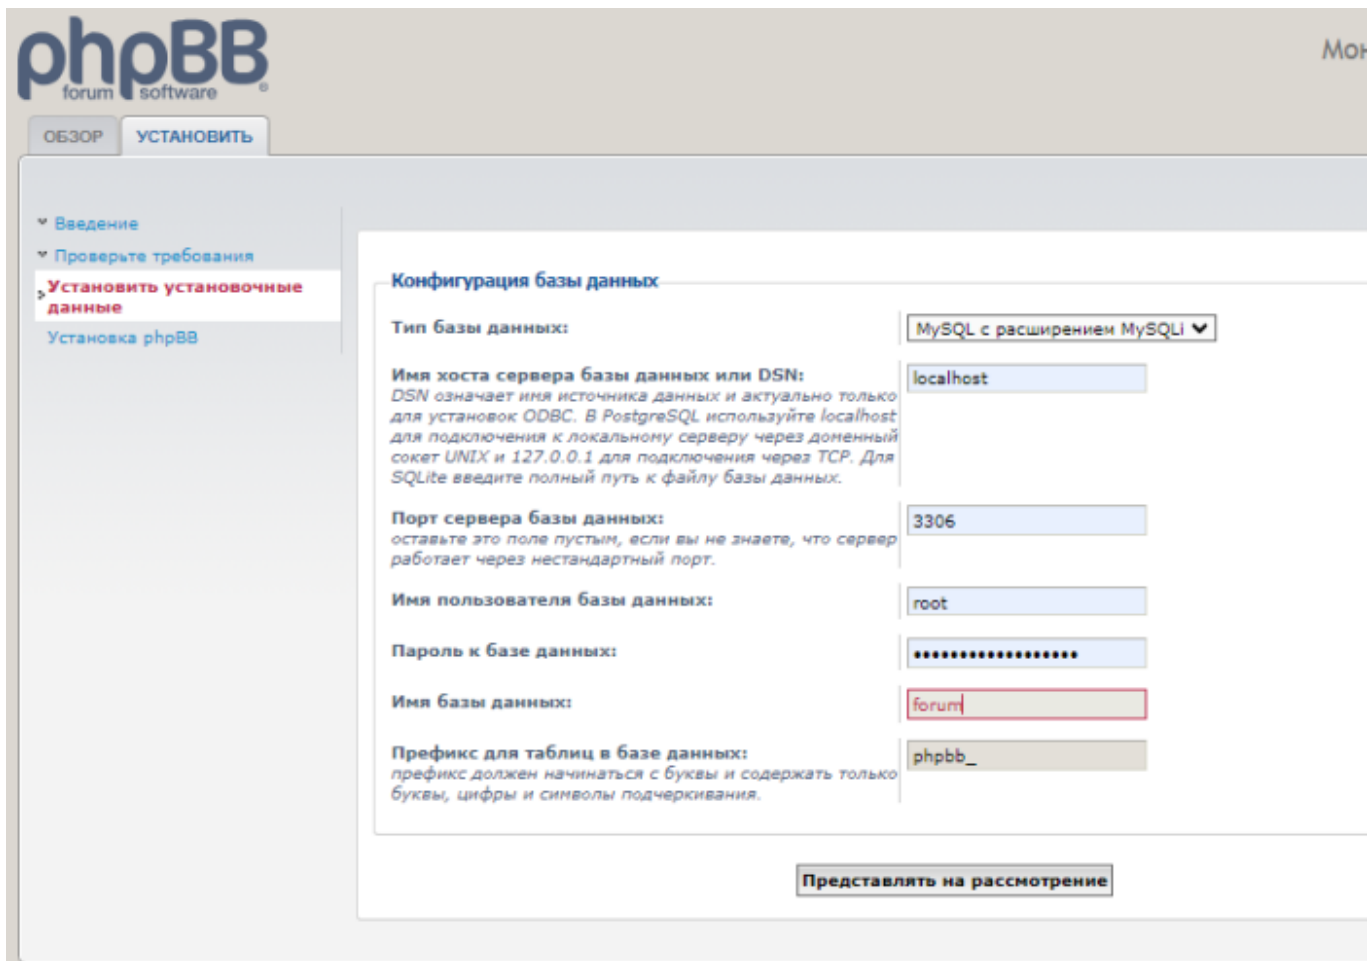 phpBB
forum software
Мон
ОБЗОР
УСТАНОВИТЬ
Введение
Проверьте требования
Установить установочные
данные
Установка phpBB
Конфигурация базы данных
Тип базы данных:
MySQL с расширением MySQLi
Имя хоста сервера базы данных или DSN:
localhost
DSN означает имя источника данных и актуально только
для установок ODBC. В PostgreSQL используйте localhost
для подключения к локальному серверу через доменный
сокет UNIX и 127.0.0.1 для подключения через TCP. Для
SQLite введите полный путь к файлу базы данных.
Порт сервера базы данных:
3306
оставьте это поле пустым, если вы не знаете, что сервер
работает через нестандартный порт.
Имя пользователя базы данных:
root
Пароль к базе данных:
••••••••••••••••••
Имя базы данных:
forum
Префикс для таблиц в базе данных:
phpbb_
префикс должен начинаться с буквы и содержать только
буквы, цифры и символы подчеркивания.
Представлять на рассмотрение